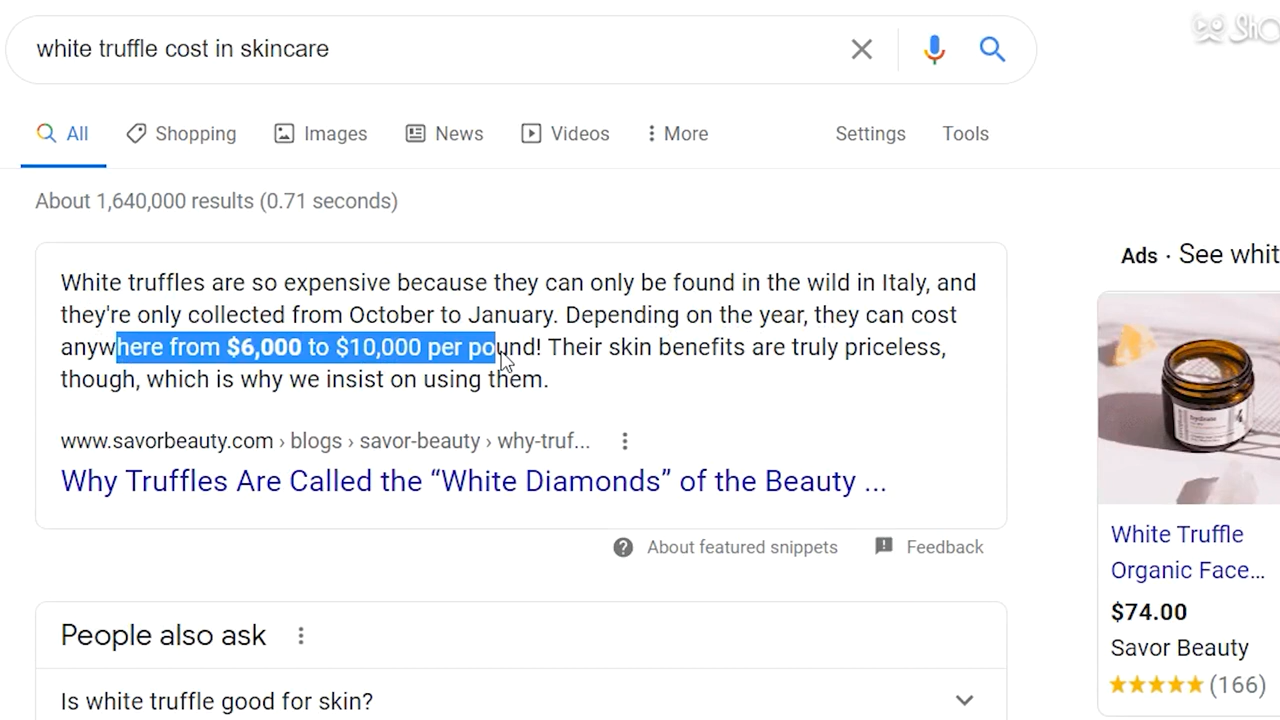 white truffle cost in skincare
All Shopping Images News Videos More Settings Tools
About 1,640,000 results (0.71 seconds)
White truffles are so expensive because they can only be found in the wild in Italy, and
they're only collected from October to January. Depending on the year, they can cost
anywhere from $6,000 to $10,000 per pound! Their skin benefits are truly priceless,
though, which is why we insist on using them.
www.savorbeauty.com › blogs › savor-beauty › why-truf...
Why Truffles Are Called the “White Diamonds” of the Beauty ...
About featured snippets Feedback
People also ask
Is white truffle good for skin?
Ads · See whit
White Truffle
Organic Face...
$74.00
Savor Beauty
(166)